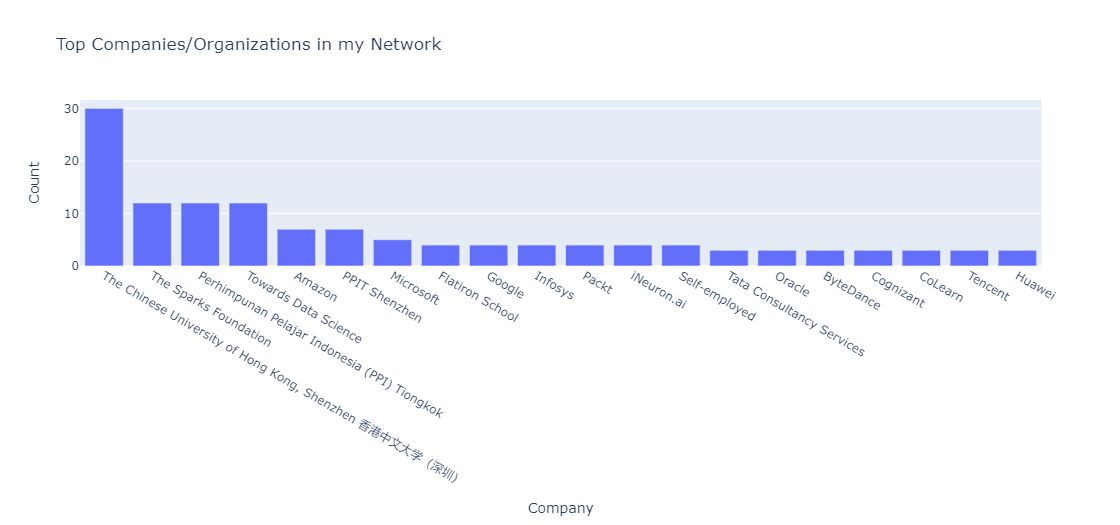 Top Companies/Organizations in my Network
Count
30
20
10
0
The Chinese University of Hong Kong, Shenzhen 香港中文大学（深圳）
The Sparks Foundation
Perhimpunan Pelajar Indonesia (PPI) Tiongkok
Towards Data Science
Amazon
PPIT Shenzhen
Microsoft
Flatiron School
Google
Infosys
Packt
iNeuron.ai
Self-employed
Tata Consultancy Services
Oracle
ByteDance
Cognizant
CoLearn
Tencent
Huawei
Company